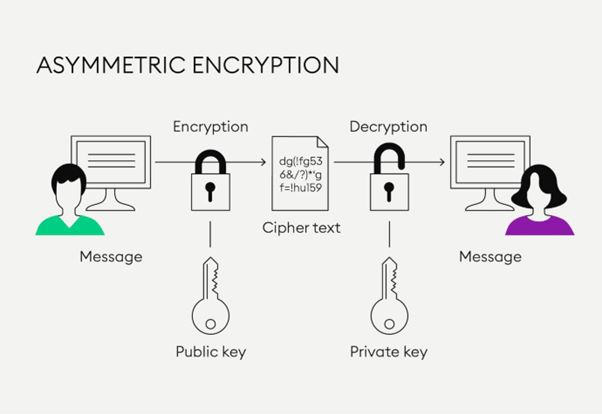 ASYMMETRIC ENCRYPTION
Encryption
Decryption
dg(!fg53
6&/?)*'g
f=!hu159
Cipher text
Message
Message
Public key
Private key